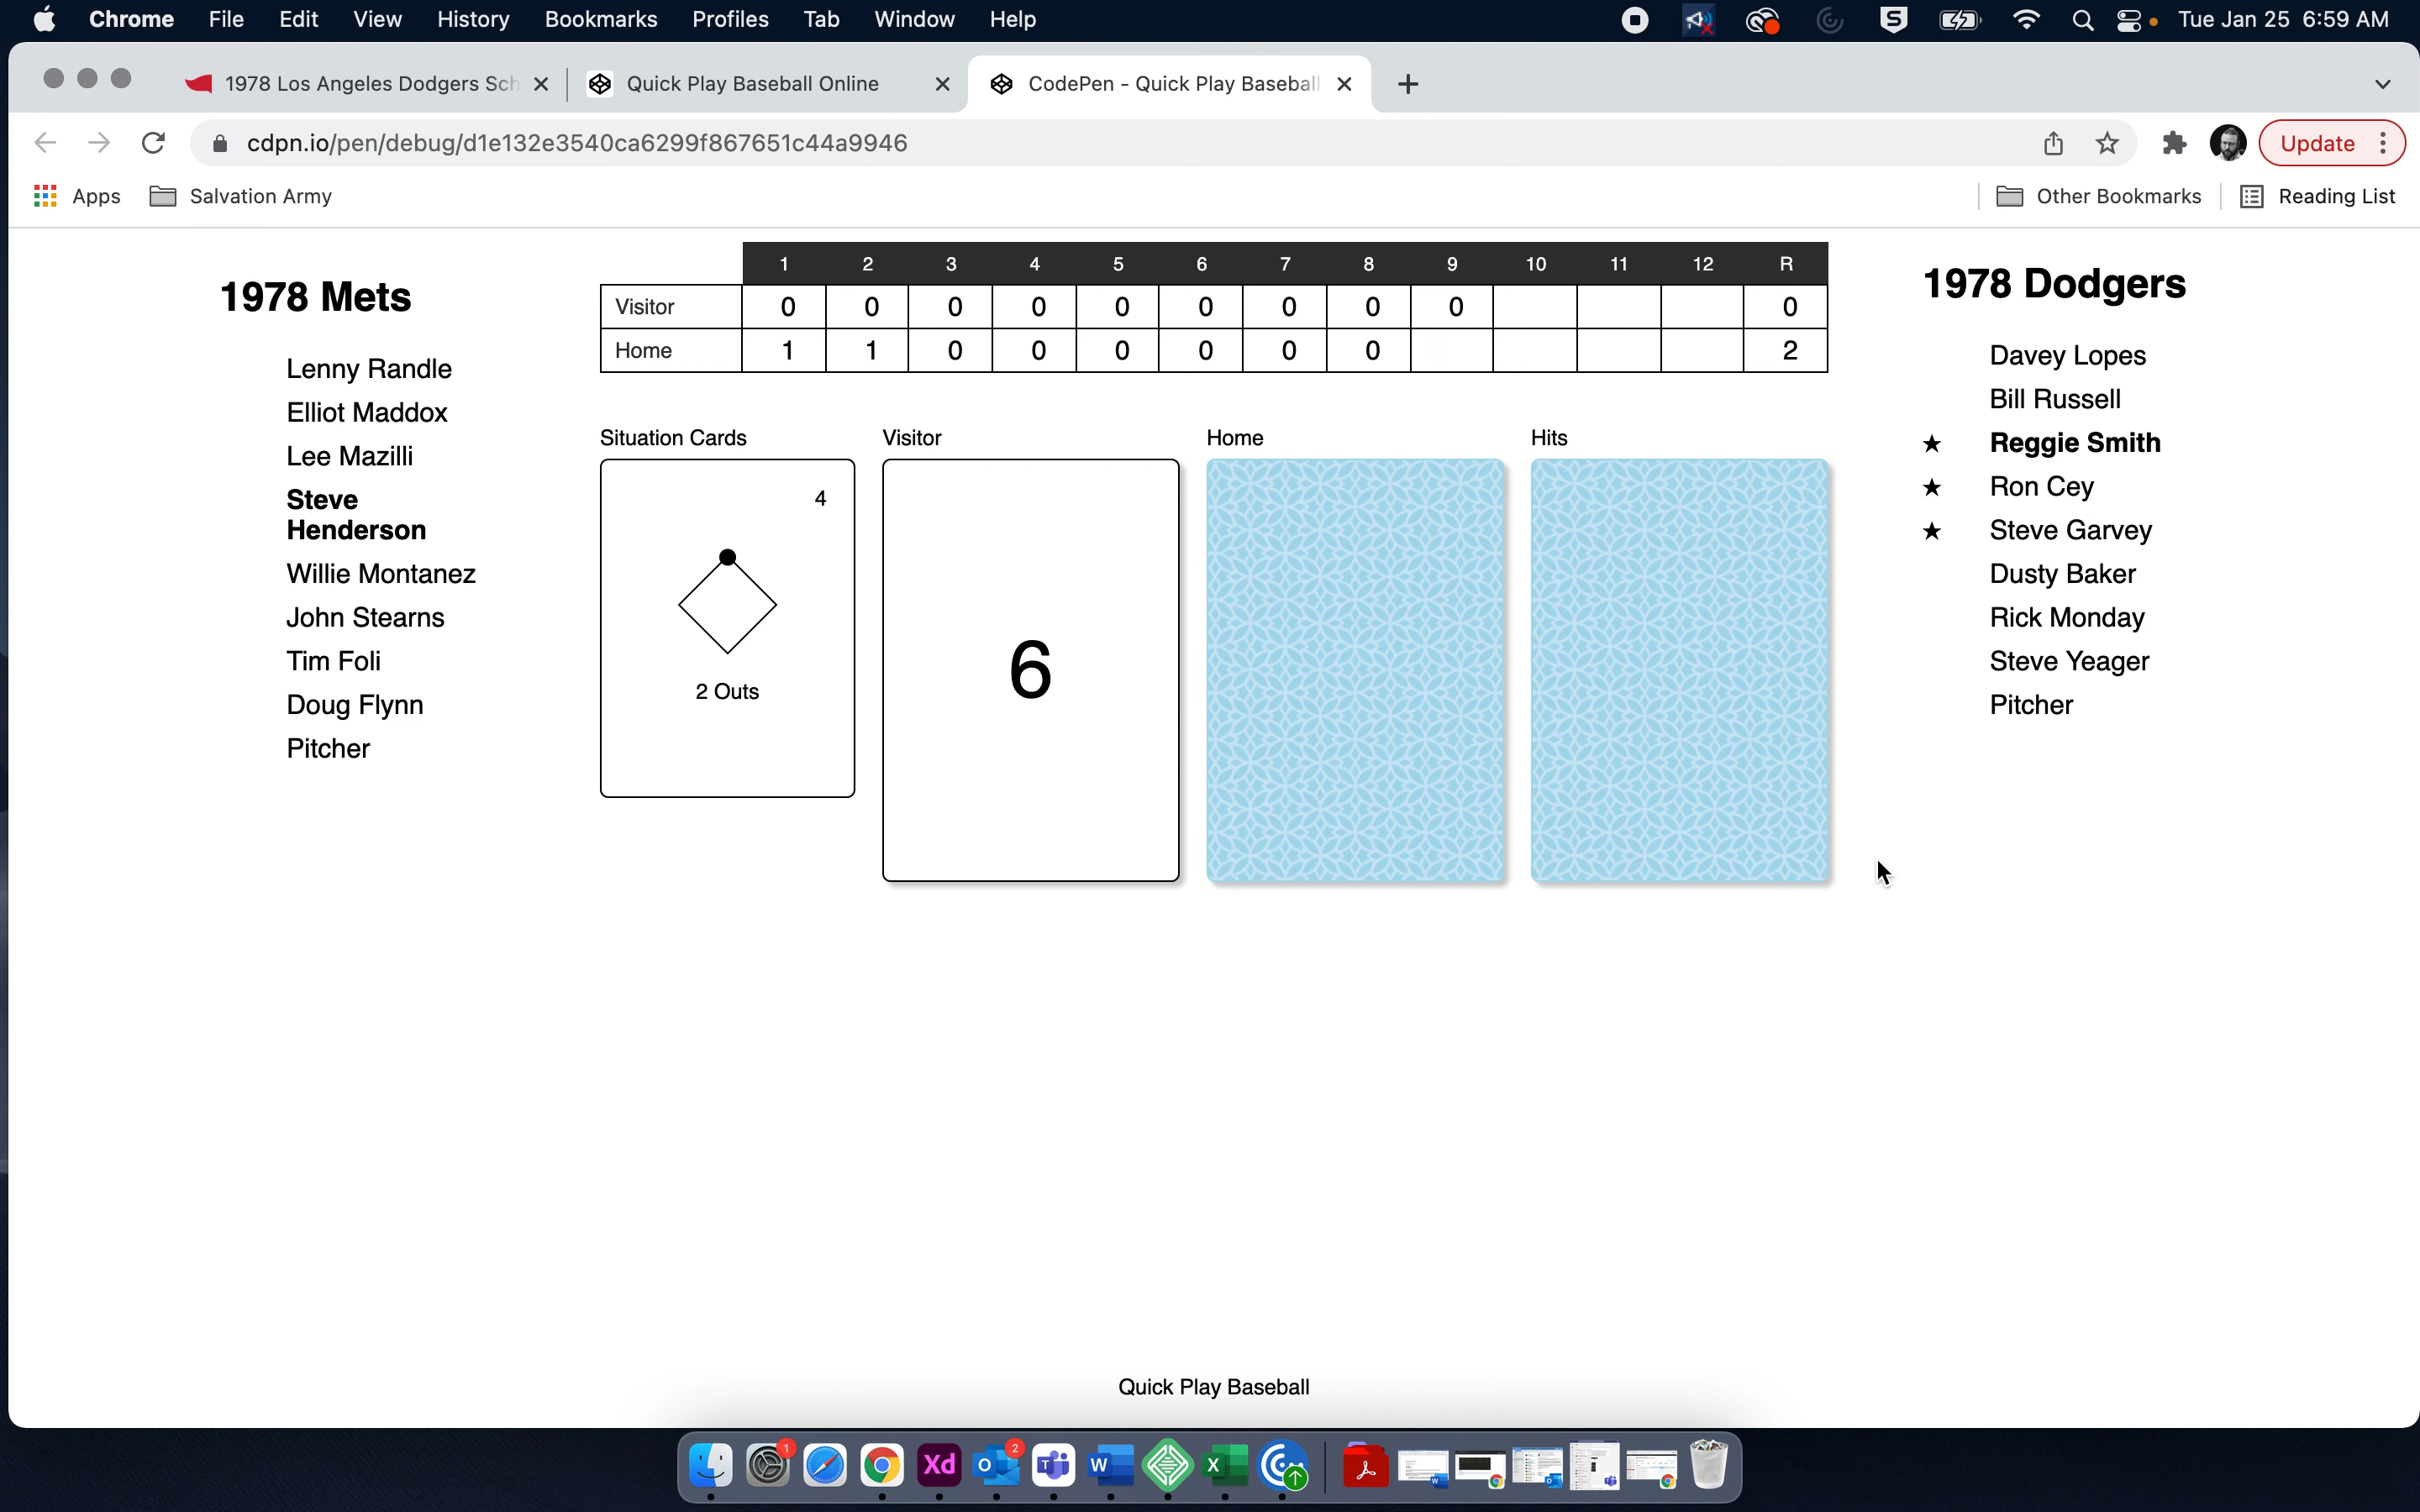 Chrome File Edit View History Bookmarks Profiles Tab Window Help Tue Jan 25 6:59 AM
1978 Los Angeles Dodgers Sch Quick Play Baseball Online CodePen - Quick Play Baseball
cdpn.io/pen/debug/d1e132e3540ca6299f867651c44a9946 Update
Apps Salvation Army Other Bookmarks Reading List
1978 Mets
Lenny Randle
Elliot Maddox
Lee Mazilli
Steve
Henderson
Willie Montanez
John Stearns
Tim Foli
Doug Flynn
Pitcher
1 2 3 4 5 6 7 8 9 10 11 12 R
Visitor 0 0 0 0 0 0 0 0 0 0
Home 1 1 0 0 0 0 0 0 2
Situation Cards Visitor Home Hits
4
2 Outs
6
1978 Dodgers
Davey Lopes
Bill Russell
★ Reggie Smith
★ Ron Cey
★ Steve Garvey
Dusty Baker
Rick Monday
Steve Yeager
Pitcher
Quick Play Baseball
1 Xd O 2 T W X